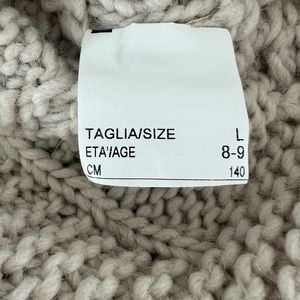 TAGLIA/SIZE L
ETA'/AGE 8-9
CM 140